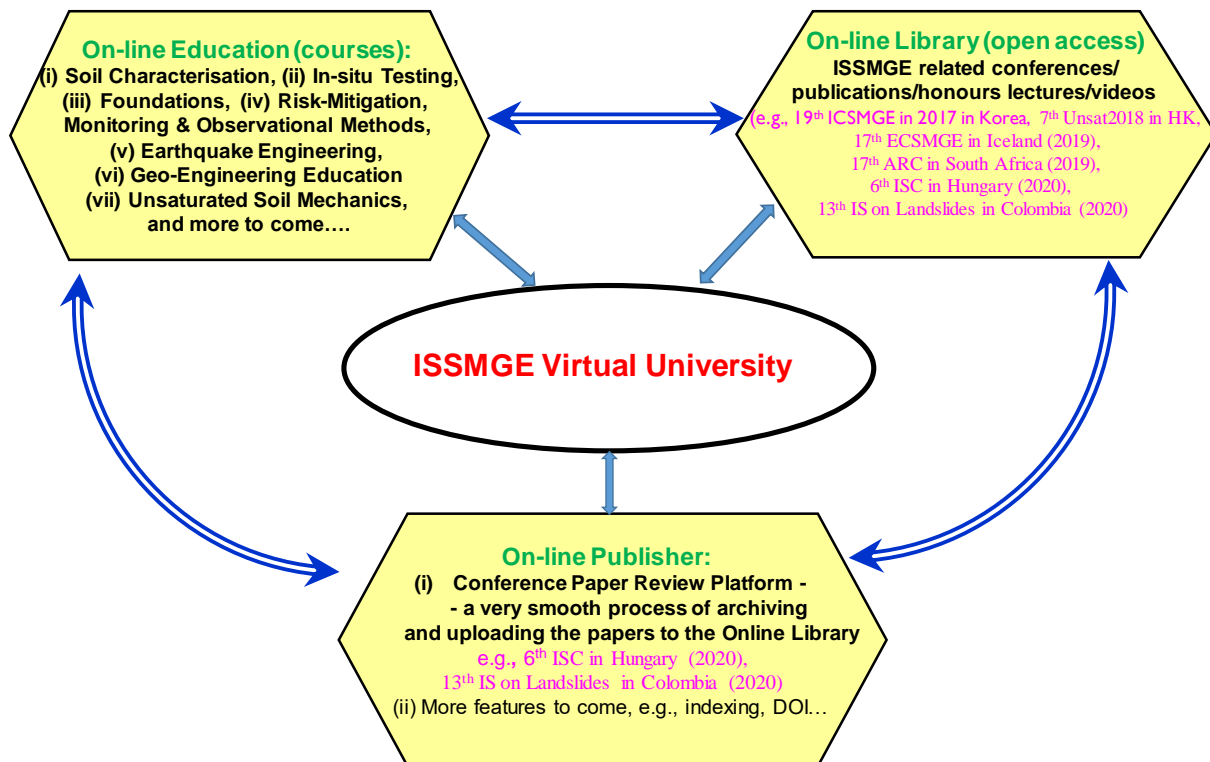 On-line Education (courses):
(i) Soil Characterisation, (ii) In-situ Testing,
(iii) Foundations, (iv) Risk-Mitigation,
Monitoring & Observational Methods,
(v) Earthquake Engineering,
(vi) Geo-Engineering Education
(vii) Unsaturated Soil Mechanics,
and more to come….
On-line Library (open access)
ISSMGE related conferences/
publications/honours lectures/videos
(e.g., 19th ICSMGE in 2017 in Korea, 7th Unsat2018 in HK,
17th ECSMGE in Iceland (2019),
17th ARC in South Africa (2019),
6th ISC in Hungary (2020),
13th IS on Landslides in Colombia (2020)
ISSMGE Virtual University
On-line Publisher:
(i) Conference Paper Review Platform -
- a very smooth process of archiving
and uploading the papers to the Online Library
e.g., 6th ISC in Hungary (2020),
13th IS on Landslides in Colombia (2020)
(ii) More features to come, e.g., indexing, DOI…